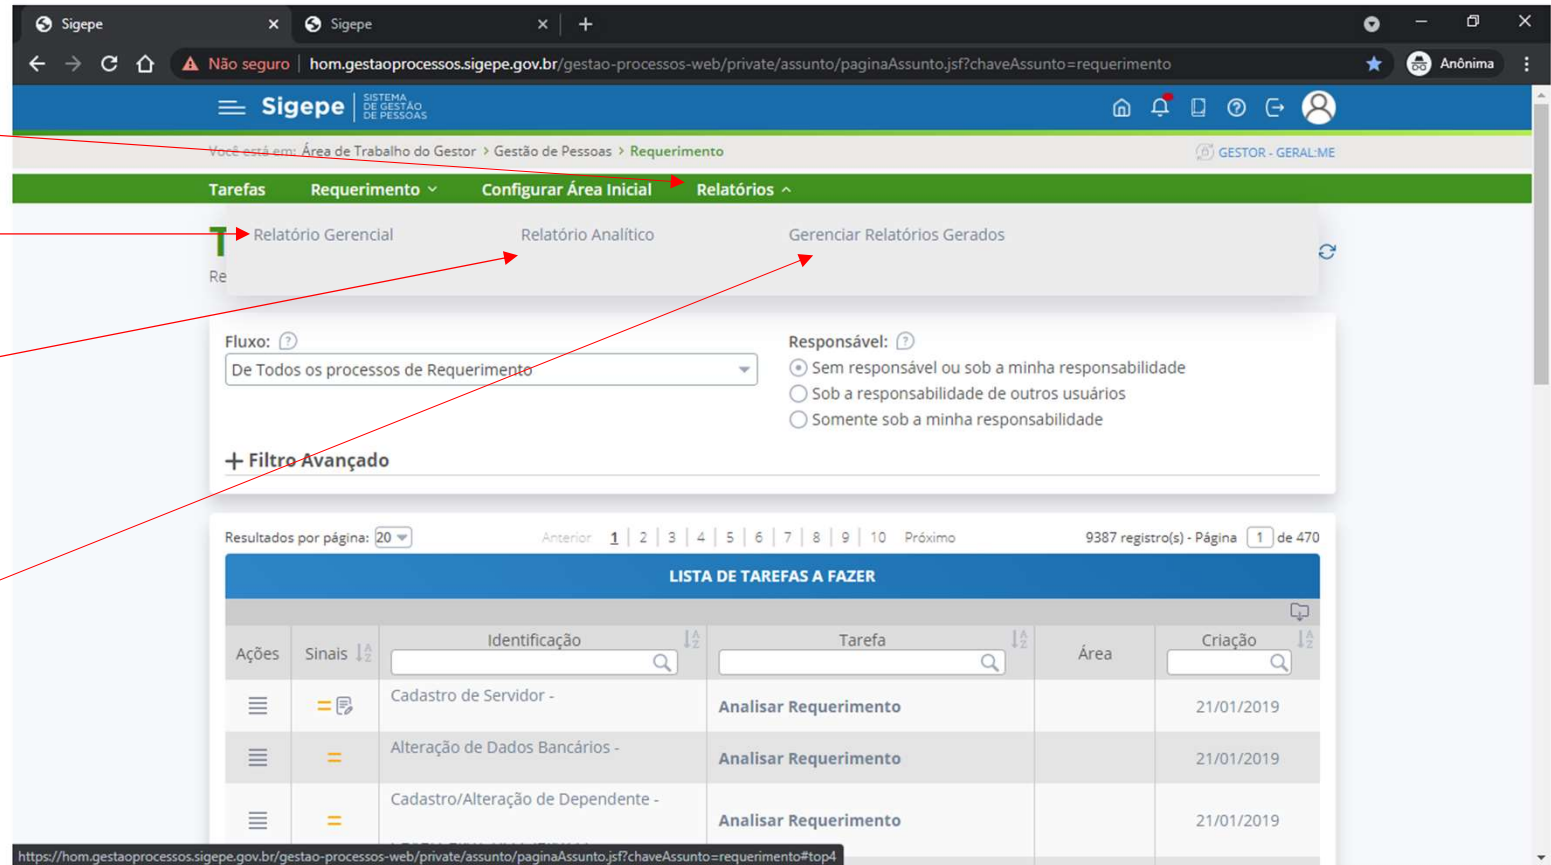 Sigepe
Sigepe
Não seguro | hom.gestaoprocessos.sigepe.gov.br/gestao-processos-web/private/assunto/paginaAssunto.jsf?chaveAssunto=requerimento
Anônima
Sigepe
SISTEMA
DE GESTÃO
DE PESSOAS
Você está em: Área de Trabalho do Gestor > Gestão de Pessoas > Requerimento
GESTOR - GERAL:ME
Tarefas Requerimento Configurar Área Inicial Relatórios
T
Relatório Gerencial Relatório Analítico Gerenciar Relatórios Gerados
Re
Fluxo: ?
De Todos os processos de Requerimento
Responsável: ?
Sem responsável ou sob a minha responsabilidade
Sob a responsabilidade de outros usuários
Somente sob a minha responsabilidade
+ Filtro Avançado
Resultados por página: 20
Anterior 1 | 2 | 3 | 4 | 5 | 6 | 7 | 8 | 9 | 10 Próximo
9387 registro(s) - Página 1 de 470
LISTA DE TAREFAS A FAZER
Ações Sinais Identificação Tarefa Área Criação
Cadastro de Servidor - Analisar Requerimento 21/01/2019
Alteração de Dados Bancários - Analisar Requerimento 21/01/2019
Cadastro/Alteração de Dependente - Analisar Requerimento 21/01/2019
https://hom.gestaoprocessos.sigepe.gov.br/gestao-processos-web/private/assunto/paginaAssunto.jsf?chaveAssunto=requerimento#top4